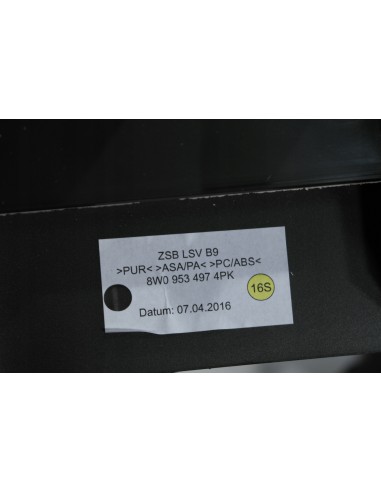 ZSB LSV B9
>PUR< >ASA/PA< >PC/ABS<
8W0 953 497 4PK
16S
Datum: 07.04.2016